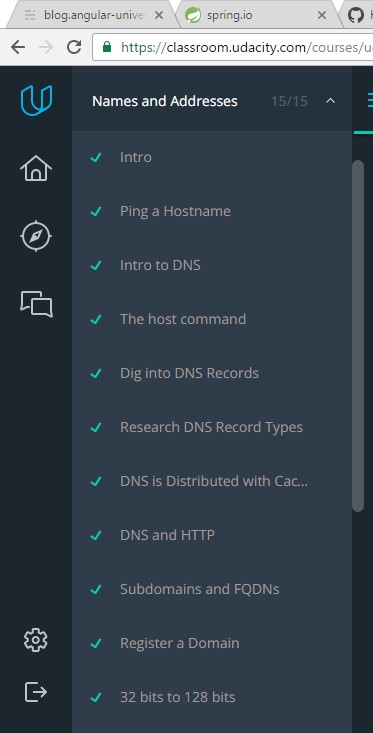 blog.angular-unive
spring.io
https://classroom.udacity.com/courses/u
Names and Addresses 15/15
Intro
Ping a Hostname
Intro to DNS
The host command
Dig into DNS Records
Research DNS Record Types
DNS is Distributed with Cac...
DNS and HTTP
Subdomains and FQDNs
Register a Domain
32 bits to 128 bits